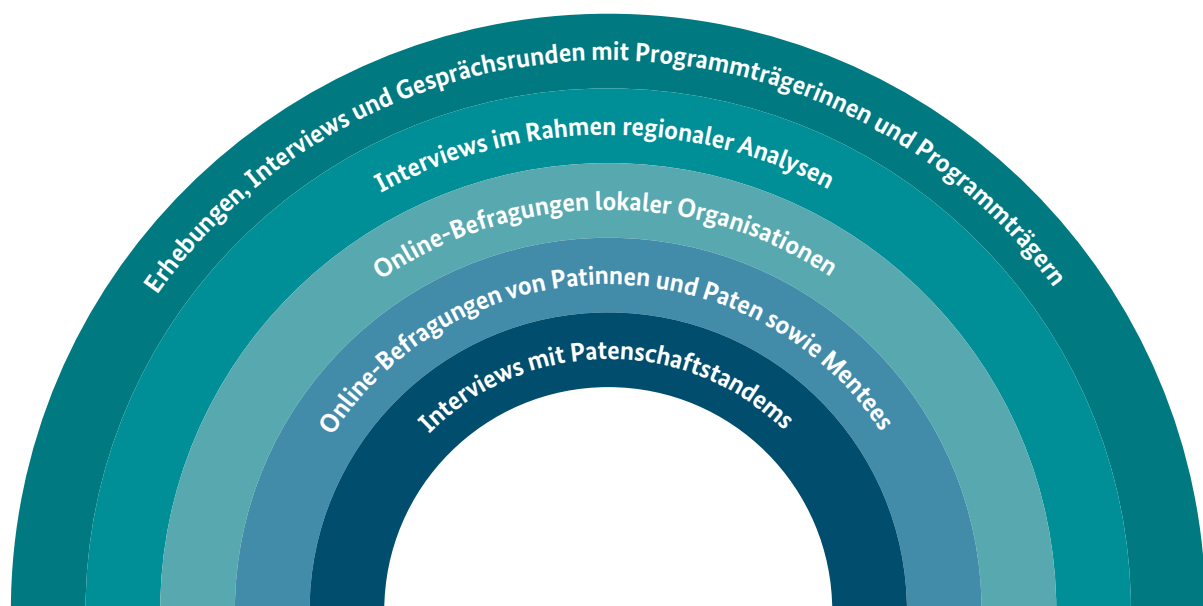 Erhebungen, Interviews und Gesprächsrunden mit Programmträgerinnen und Programmträgern
Interviews im Rahmen regionaler Analysen
Online-Befragungen lokaler Organisationen
Online-Befragungen von Patinnen und Paten sowie Mentees
Interviews mit Patenschaftstandems